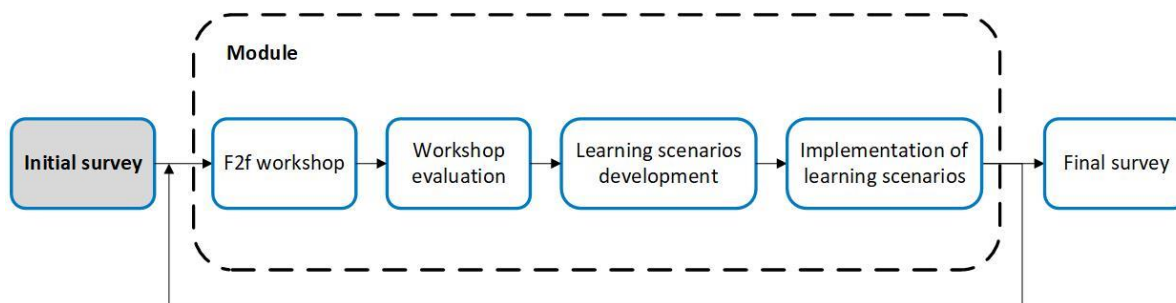 Module
Initial survey
F2f workshop
Workshop
evaluation
Learning scenarios
development
Implementation of
learning scenarios
Final survey